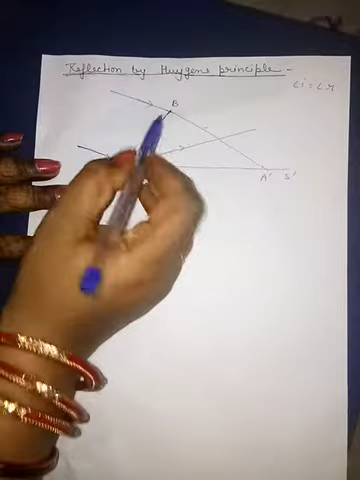 Reflection by Huygens principle -
∠i = ∠r
B
A' S'